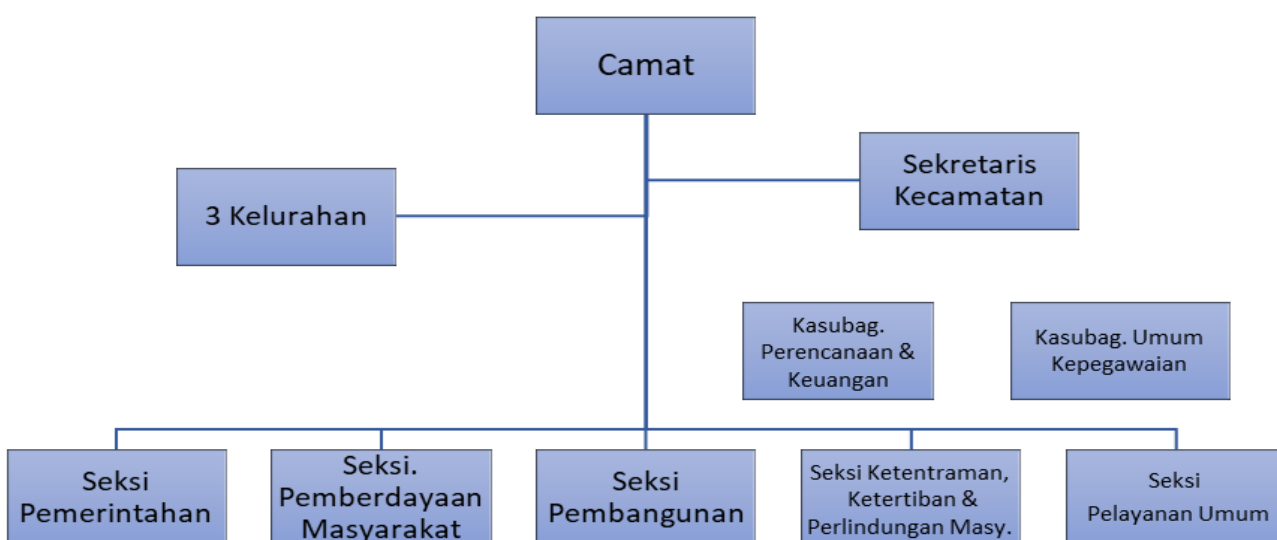 Camat
Sekretaris
Kecamatan
3 Kelurahan
Kasubag.
Perencanaan &
Keuangan
Kasubag. Umum
Kepegawaian
Seksi
Pemerintahan
Seksi.
Pemberdayaan
Masyarakat
Seksi
Pembangunan
Seksi Ketentraman,
Ketertiban &
Perlindungan Masy.
Seksi
Pelayanan Umum